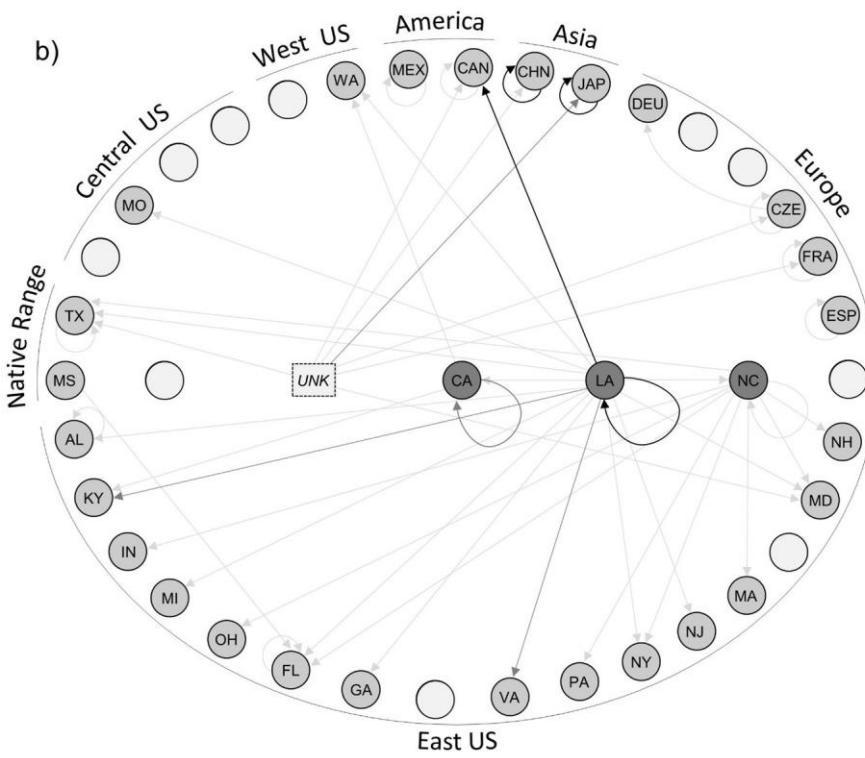 b)
West US
America
Asia
Central US
Europe
Native Range
East US
WA
MEX
CAN
CHN
JAP
DEU
MO
CZE
FRA
TX
ESP
MS
UNK
CA
LA
NC
AL
NH
KY
MD
IN
MI
MA
OH
NJ
FL
NY
GA
VA
PA